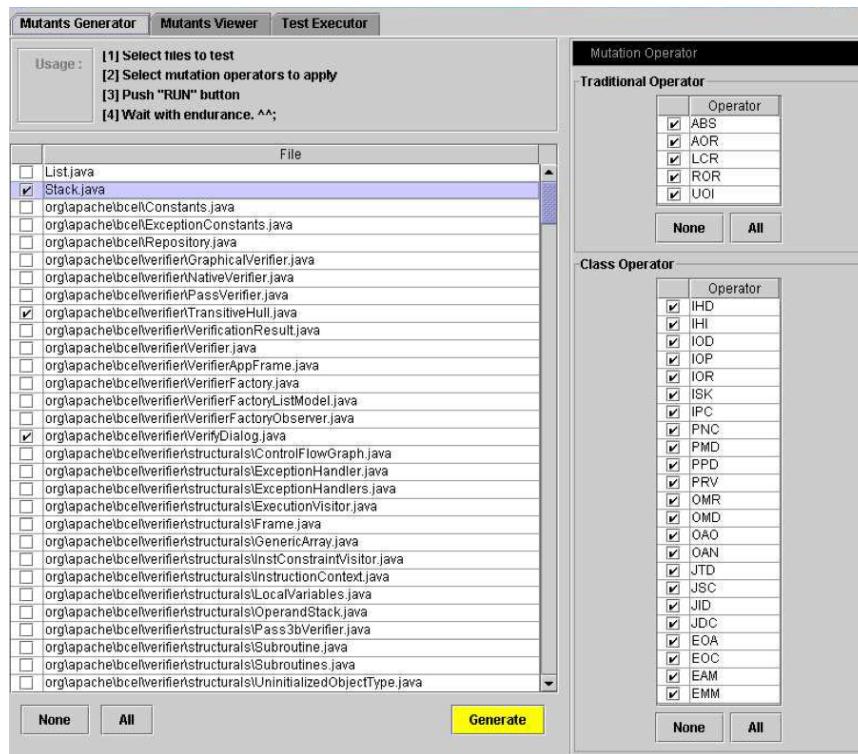 Mutants Generator Mutants Viewer Test Executor
Usage : [1] Select files to test
[2] Select mutation operators to apply
[3] Push "RUN" button
[4] Wait with endurance. ^^;
File
List.java
Stack.java
org\apache\bcel\Constants.java
org\apache\bcel\ExceptionConstants.java
org\apache\bcel\Repository.java
org\apache\bcel\verifier\GraphicalVerifier.java
org\apache\bcel\verifier\NativeVerifier.java
org\apache\bcel\verifier\PassVerifier.java
org\apache\bcel\verifier\TransitiveHull.java
org\apache\bcel\verifier\VerificationResult.java
org\apache\bcel\verifier\Verifier.java
org\apache\bcel\verifier\VerifierAppFrame.java
org\apache\bcel\verifier\VerifierFactory.java
org\apache\bcel\verifier\VerifierFactoryListModel.java
org\apache\bcel\verifier\VerifierFactoryObserver.java
org\apache\bcel\verifier\VerifyDialog.java
org\apache\bcel\verifier\structurals\ControlFlowGraph.java
org\apache\bcel\verifier\structurals\ExceptionHandler.java
org\apache\bcel\verifier\structurals\ExceptionHandlers.java
org\apache\bcel\verifier\structurals\ExecutionVisitor.java
org\apache\bcel\verifier\structurals\Frame.java
org\apache\bcel\verifier\structurals\GenericArray.java
org\apache\bcel\verifier\structurals\InstConstraintVisitor.java
org\apache\bcel\verifier\structurals\InstructionContext.java
org\apache\bcel\verifier\structurals\LocalVariables.java
org\apache\bcel\verifier\structurals\OperandStack.java
org\apache\bcel\verifier\structurals\Pass3bVerifier.java
org\apache\bcel\verifier\structurals\Subroutine.java
org\apache\bcel\verifier\structurals\Subroutines.java
org\apache\bcel\verifier\structurals\UninitializedObjectType.java
None All Generate
Mutation Operator
Traditional Operator
Operator
ABS
AOR
LCR
ROR
UOI
None All
Class Operator
Operator
IHD
IHI
IOD
IOP
IOR
ISK
IPC
PNC
PMD
PPD
PRV
OMR
OMD
OAO
OAN
JTD
JSC
JID
JDC
EOA
EOC
EAM
EMM
None All